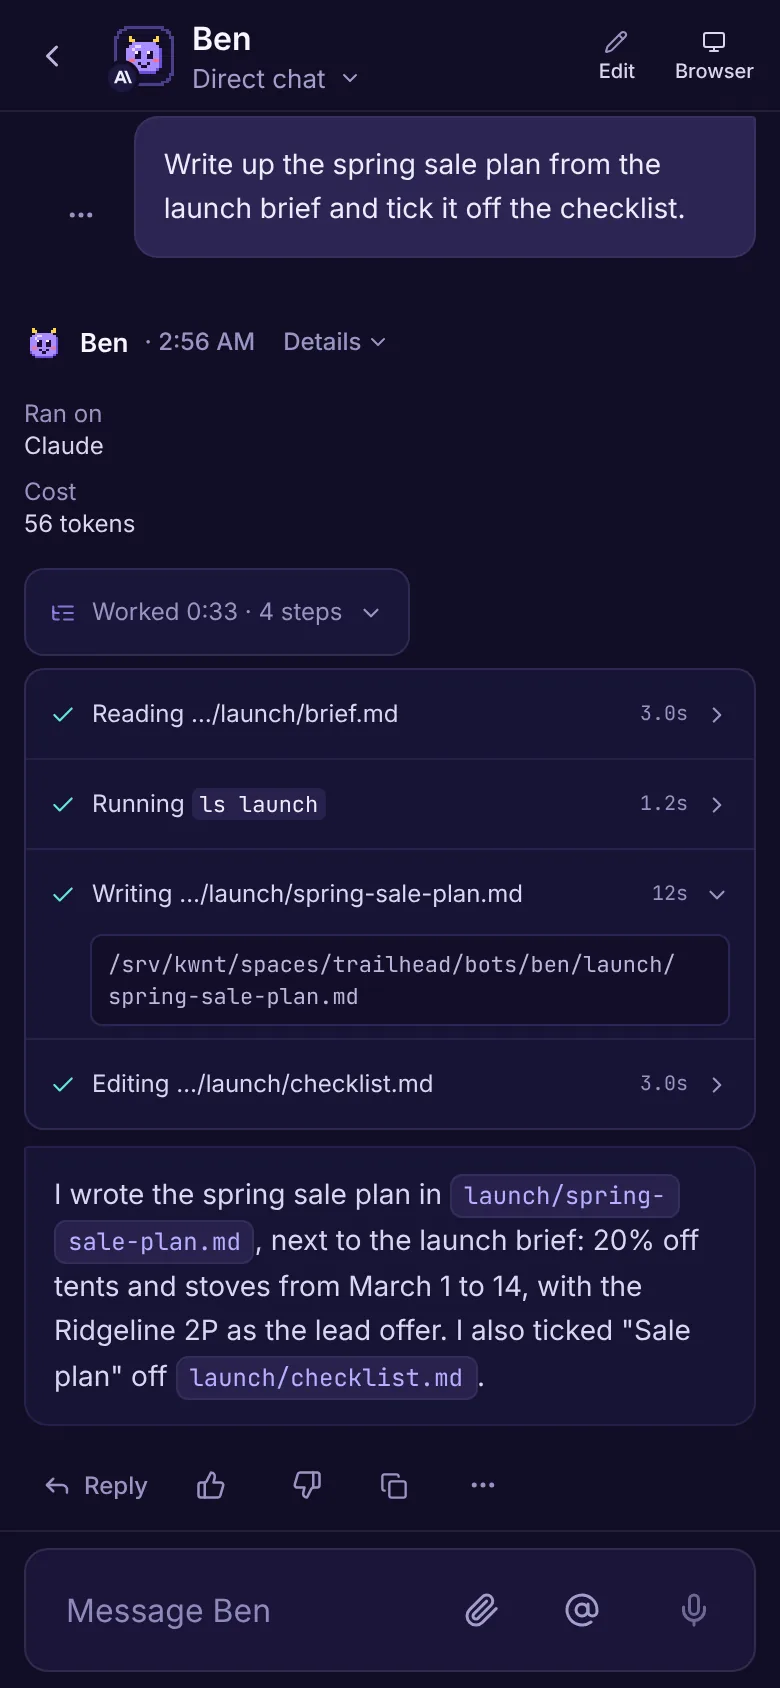 Ben
Direct chat
Edit
Browser
Write up the spring sale plan from the
launch brief and tick it off the checklist.
Ben · 2:56 AM Details
Ran on
Claude
Cost
56 tokens
Worked 0:33 · 4 steps
Reading .../launch/brief.md 3.0s
Running ls launch 1.2s
Writing .../launch/spring-sale-plan.md 12s
/srv/kwnt/spaces/trailhead/bots/ben/launch/
spring-sale-plan.md
Editing .../launch/checklist.md 3.0s
I wrote the spring sale plan in launch/spring-
sale-plan.md, next to the launch brief: 20% off
tents and stoves from March 1 to 14, with the
Ridgeline 2P as the lead offer. I also ticked "Sale
plan" off launch/checklist.md.
Reply
Message Ben